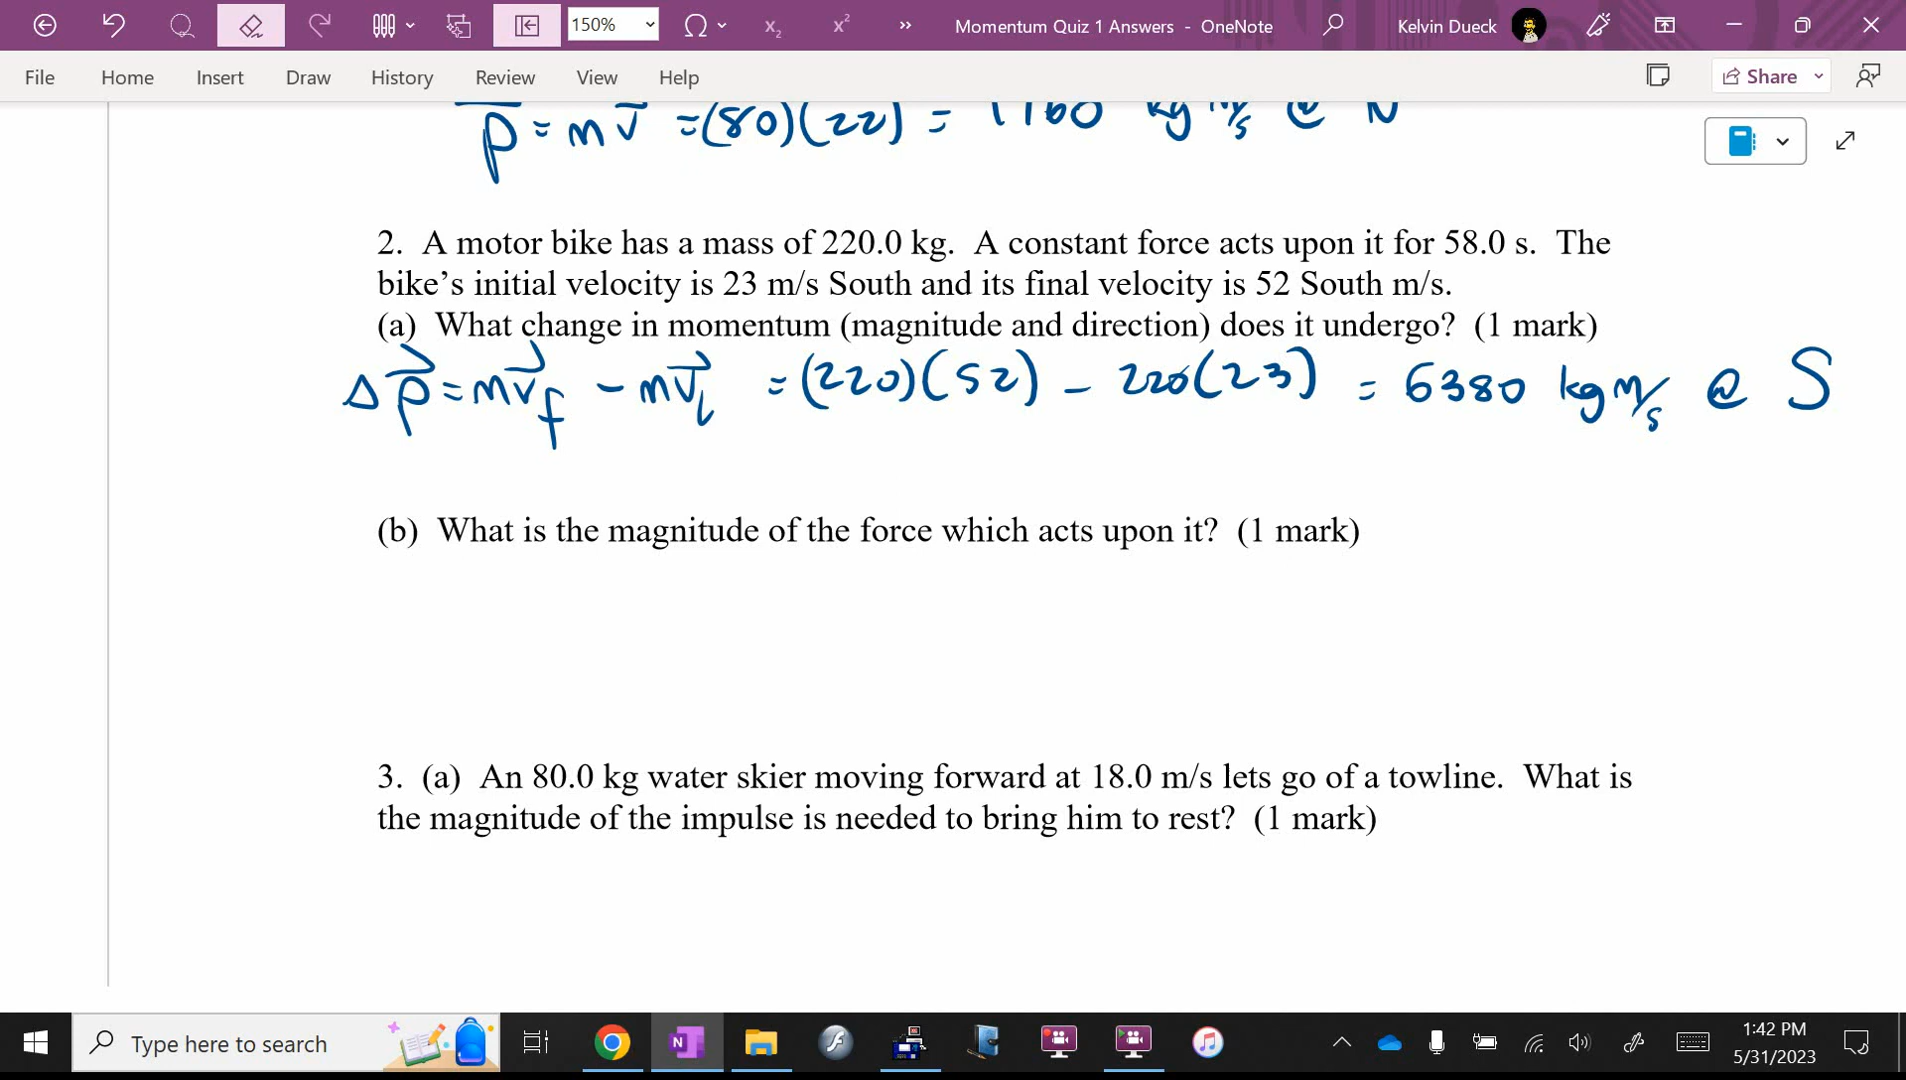 150%
x₂
x²
»
Momentum Quiz 1 Answers - OneNote
Kelvin Dueck
File Home Insert Draw History Review View Help
Share
p⃗ = mv⃗ = (80)(22) = 1760 kg m/s @ N
2. A motor bike has a mass of 220.0 kg. A constant force acts upon it for 58.0 s. The
bike's initial velocity is 23 m/s South and its final velocity is 52 South m/s.
(a) What change in momentum (magnitude and direction) does it undergo? (1 mark)
Δp⃗ = mv⃗f - mv⃗i = (220)(52) - 220(23) = 6380 kg m/s @ S
(b) What is the magnitude of the force which acts upon it? (1 mark)
3. (a) An 80.0 kg water skier moving forward at 18.0 m/s lets go of a towline. What is
the magnitude of the impulse is needed to bring him to rest? (1 mark)
Type here to search
1:42 PM
5/31/2023